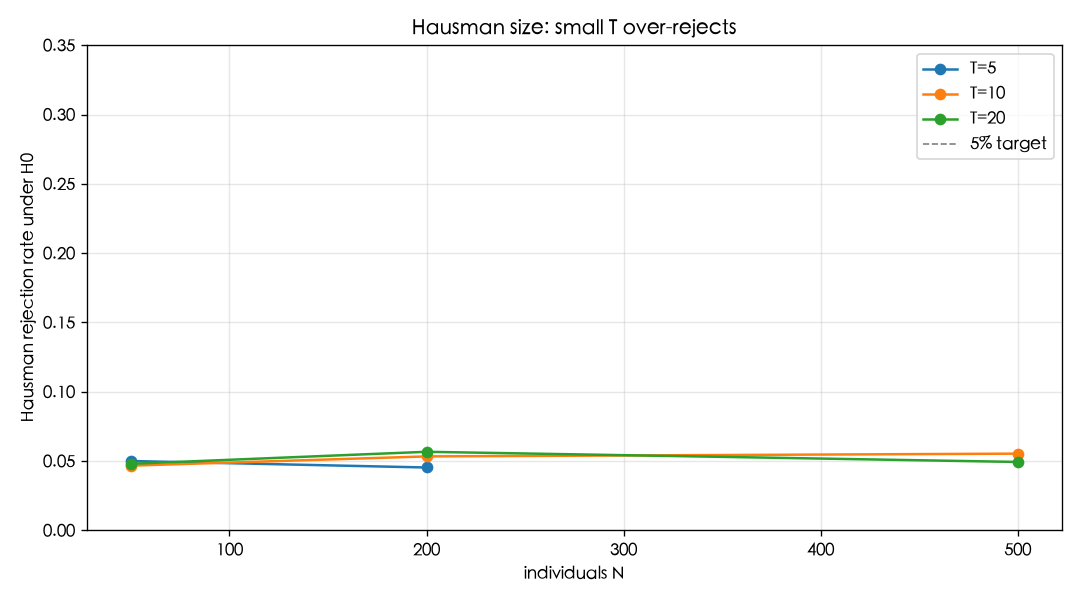 Hausman size: small T over-rejects
0.35
0.30
0.25
0.20
0.15
0.10
0.05
0.00
Hausman rejection rate under H0
T=5
T=10
T=20
5% target
100
200
300
400
500
individuals N